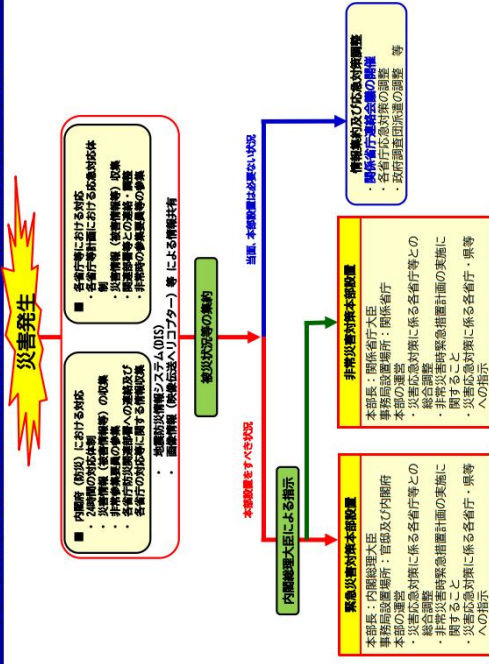 災害発生
■ 内閣府（防災）における対応
・24時間の対応体制
・災害情報（被害情報等）の収集
・非常参集要員の参集
・各省庁防災関連部署への連絡及び
各省庁の対応等に関する情報収集
■ 各省庁等における対応
・各省庁等計画における応急対応体
制
・災害情報（被害情報等）収集
・関連部署等との連絡・調整
・非常時の参集要員等の参集
・地震防災情報システム(DIS)
・画像情報（映像伝送ヘリコプター）等 による情報共有
被災状況等の集約
本部設置をすべき状況
当面、本部設置は必要ない状況
内閣総理大臣による指示
緊急災害対策本部設置
本部長：内閣総理大臣
事務局設置場所：官邸及び内閣府
本部の運営
・災害応急対策に係る各省庁等との
総合調整
・非常災害時緊急措置計画の実施に
関すること
・災害応急対策に係る各省庁・県等
への指示
非常災害対策本部設置
本部長：関係省庁大臣
事務局設置場所：関係省庁
本部の運営
・災害応急対策に係る各省庁等との
総合調整
・非常災害時緊急措置計画の実施に
関すること
・災害応急対策に係る各省庁・県等
への指示
情報集約及び応急対策調整
・関係省庁連絡会議の開催
・各省庁応急対策の調整
・政府調査団派遣の調整 等